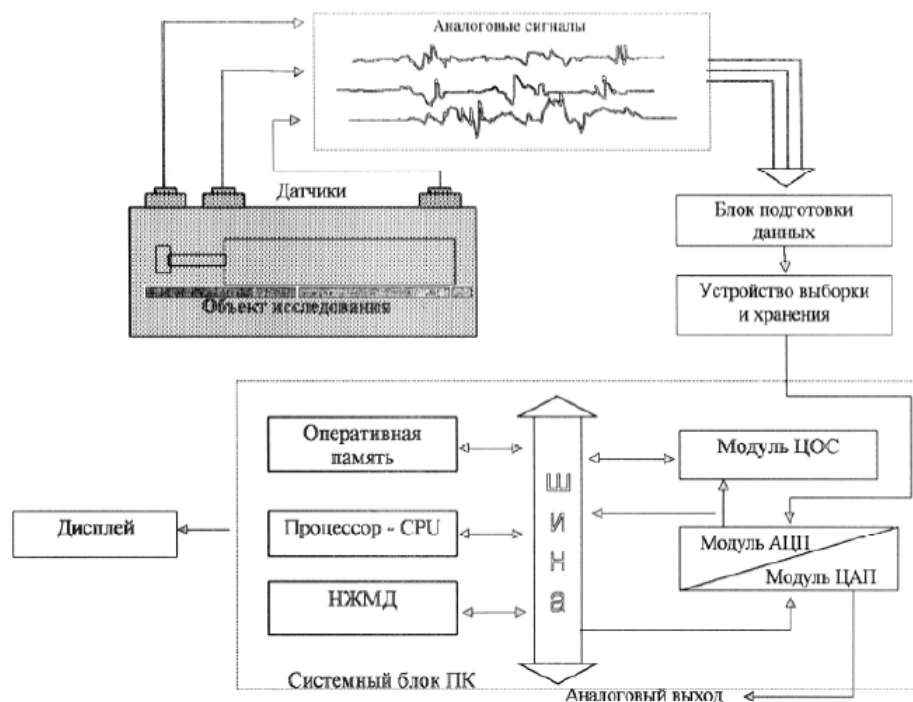 Аналоговые сигналы
Датчики
Объект исследования
Блок подготовки
данных
Устройство выборки
и хранения
Оперативная
память
Процессор - CPU
НЖМД
Шина
Модуль ЦОС
Модуль АЦП
Модуль ЦАП
Дисплей
Системный блок ПК
Аналоговый выход